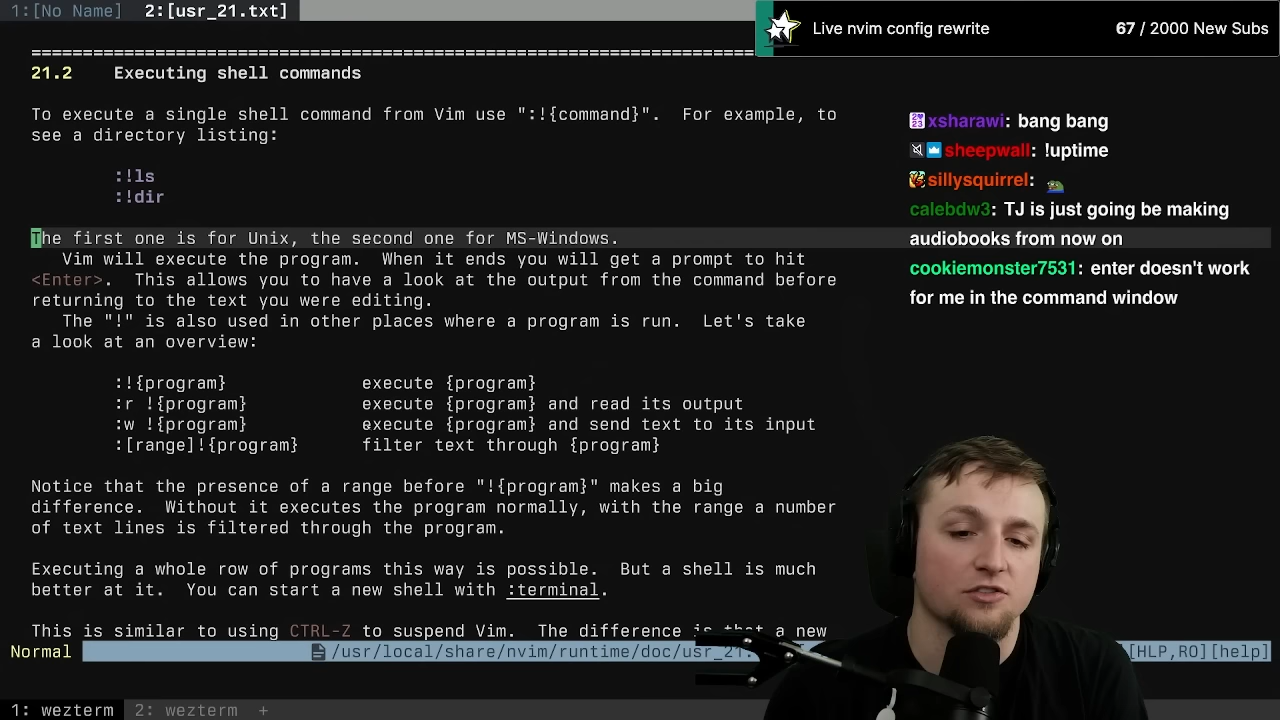 1:[No Name]  2:[usr_21.txt]
Live nvim config rewrite 67 / 2000 New Subs
==============================================================
21.2    Executing shell commands
To execute a single shell command from Vim use ":!{command}".  For example, to
see a directory listing:
:!ls
:!dir
The first one is for Unix, the second one for MS-Windows.
Vim will execute the program.  When it ends you will get a prompt to hit
<Enter>.  This allows you to have a look at the output from the command before
returning to the text you were editing.
The "!" is also used in other places where a program is run.  Let's take
a look at an overview:
:!{program}    execute {program}
:r !{program}    execute {program} and read its output
:w !{program}    execute {program} and send text to its input
:[range]!{program}    filter text through {program}
Notice that the presence of a range before "!{program}" makes a big
difference.  Without it executes the program normally, with the range a number
of text lines is filtered through the program.
Executing a whole row of programs this way is possible.  But a shell is much
better at it.  You can start a new shell with :terminal.
This is similar to using CTRL-Z to suspend Vim.  The difference is that a new
Normal /usr/local/share/nvim/runtime/doc/usr_21. [HLP,RO][help]
1: wezterm  2: wezterm  +
xsharawi: bang bang
sheepwall: !uptime
sillysquirrel:
calebdw3: TJ is just going be making
audiobooks from now on
cookiemonster7531: enter doesn't work
for me in the command window